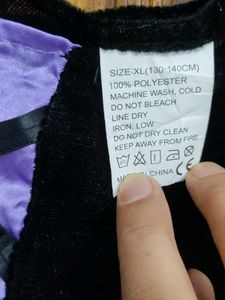 SIZE:XL(130-140CM)
100% POLYESTER
MACHINE WASH, COLD
DO NOT BLEACH
LINE DRY
IRON, LOW
DO NOT DRY CLEAN
KEEP AWAY FROM FIRE
MADE IN CHINA CE